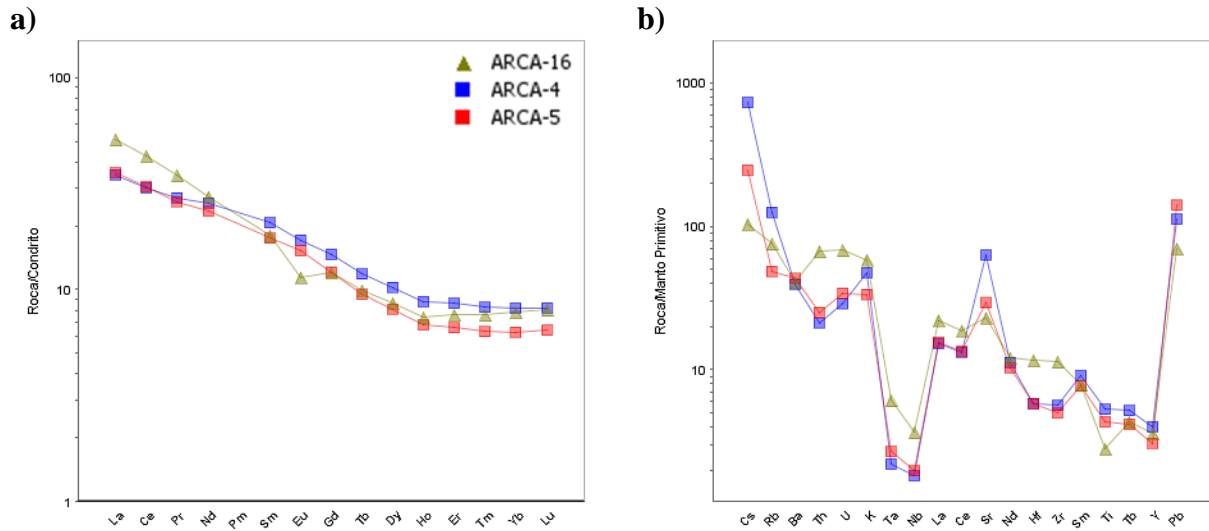 a)
100
10
1
Roca/Condrito
ARCA-16
ARCA-4
ARCA-5
La Ce Pr Nd Pm Sm Eu Gd Tb Dy Ho Er Tm Yb Lu
b)
1000
100
10
Roca/Manto Primitivo
Cs Rb Ba Th U K Ta Nb La Ce Sr Nd Hf Zr Sm Ti Tb Y Pb